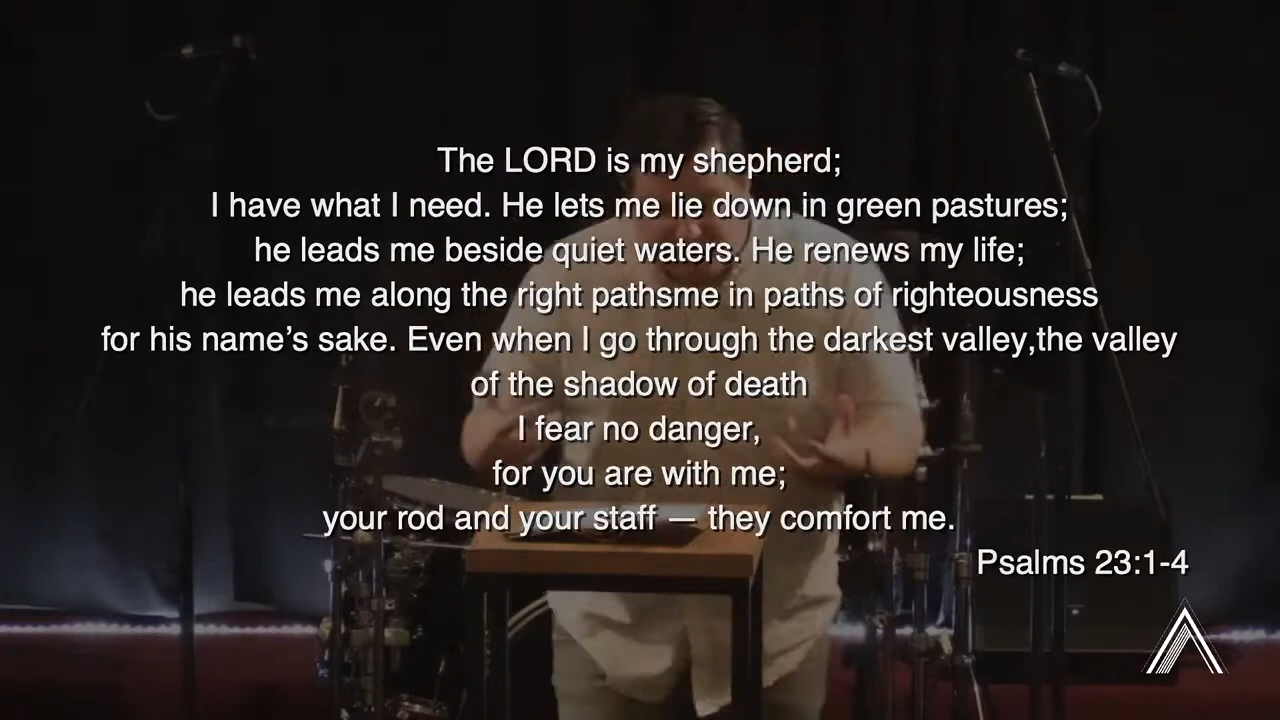 The LORD is my shepherd;
I have what I need. He lets me lie down in green pastures;
he leads me beside quiet waters. He renews my life;
he leads me along the right pathsme in paths of righteousness
for his name’s sake. Even when I go through the darkest valley,the valley
of the shadow of death
I fear no danger,
for you are with me;
your rod and your staff — they comfort me.
Psalms 23:1-4